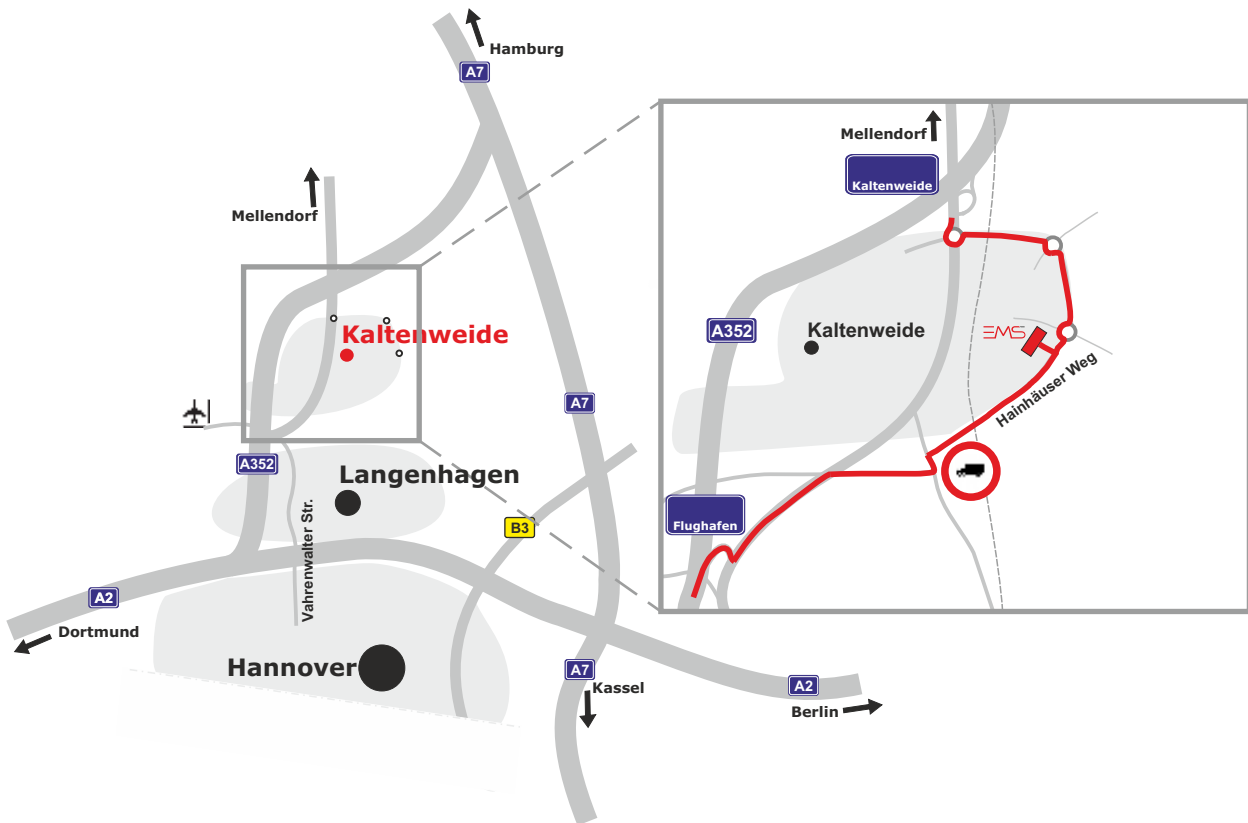 Hamburg
A7
Mellendorf
Kaltenweide
A7
A352
Langenhagen
B3
Vahrenwalter Str.
A2
Dortmund
Hannover
A7
Kassel
A2
Berlin
Mellendorf
Kaltenweide
A352
Kaltenweide
EMS
Hainhäuser Weg
Flughafen